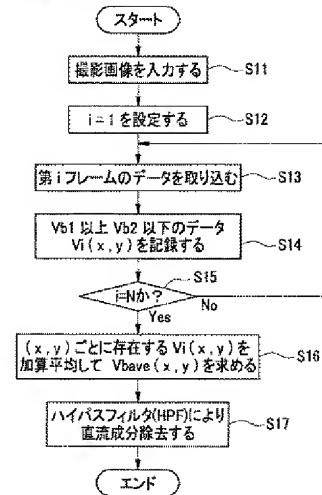 スタート
撮影画像を入力する
S11
i=1を設定する
S12
第iフレームのデータを取り込む
S13
Vb1以上Vb2以下のデータ
Vi(x,y)を記録する
S14
i=Nか?
S15
No
Yes
(x,y)ごとに存在するVi(x,y)を
加算平均して Vbave(x,y)を求める
S16
ハイパスフィルタ(HPF)により
直流成分除去する
S17
エンド